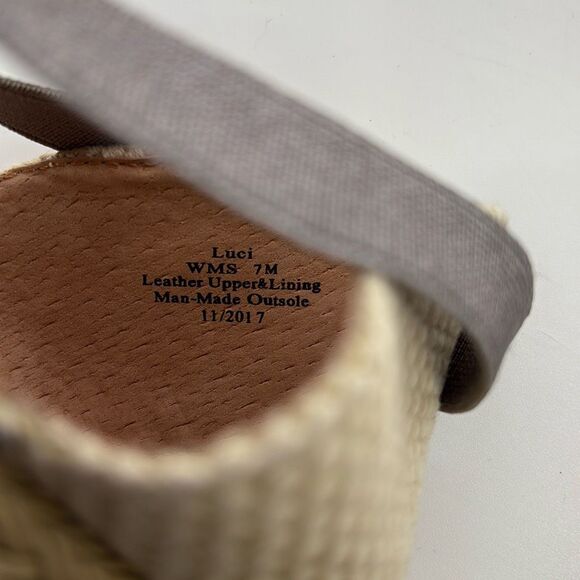 Luci
WMS 7M
Leather Upper&Lining
Man-Made Outsole
11/2017